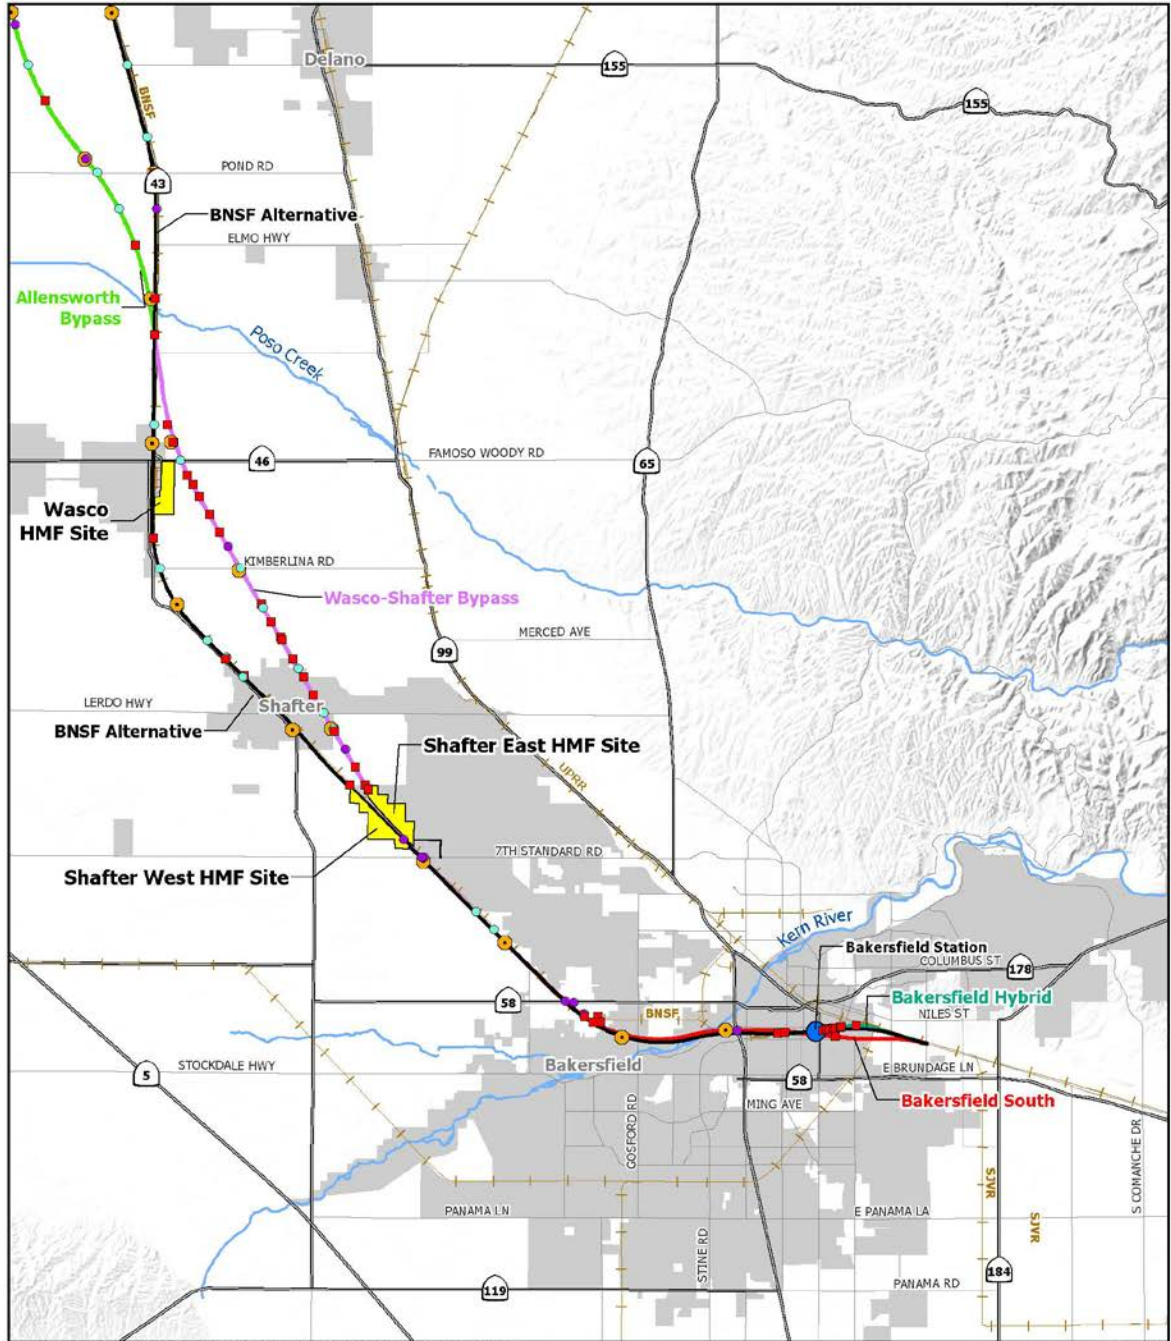 Delano
155
155
BNSF
POND RD
43
BNSF Alternative
ELMO HWY
Allensworth
Bypass
Poso Creek
46
FAMOSO WOODY RD
65
Wasco
HMF Site
KIMBERLINA RD
Wasco-Shafter Bypass
MERCED AVE
99
LERDO HWY
Shafter
BNSF Alternative
Shafter East HMF Site
UPRR
7TH STANDARD RD
Shafter West HMF Site
Kern River
Bakersfield Station
COLUMBUS ST
178
58
Bakersfield Hybrid
NILES ST
BNSF
STOCKDALE HWY
5
Bakersfield
E BRUNDAGE LN
58
MING AVE
Bakersfield South
GOSFORD RD
S COMANCHE DR
SJVR
SJVR
PANAMA LN
E PANAMA LA
STINE RD
184
119
PANAMA RD